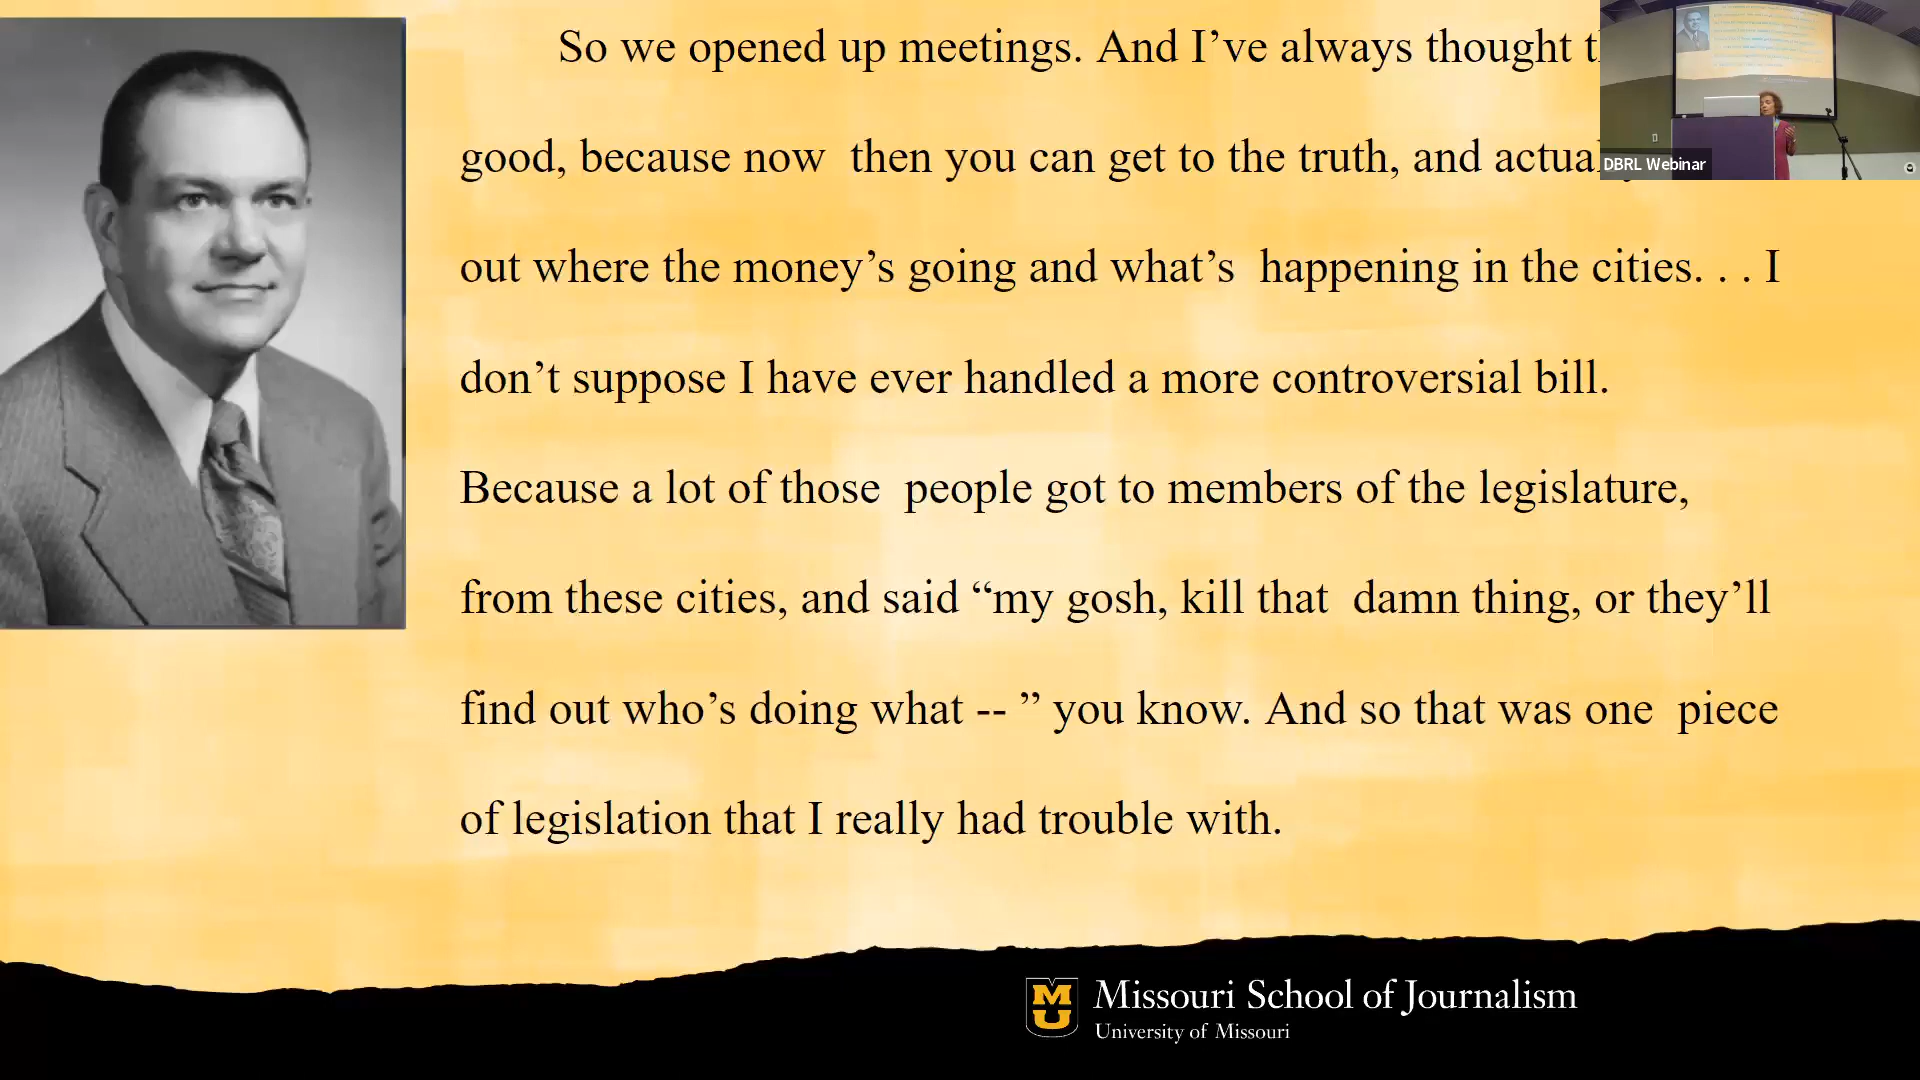 So we opened up meetings. And I’ve always thought
good, because now then you can get to the truth, and
out where the money’s going and what’s happening in the cities. . . I
don’t suppose I have ever handled a more controversial bill.
Because a lot of those people got to members of the legislature,
from these cities, and said “my gosh, kill that damn thing, or they’ll
find out who’s doing what -- ” you know. And so that was one piece
of legislation that I really had trouble with.
DBRL Webinar
MU
Missouri School of Journalism
University of Missouri